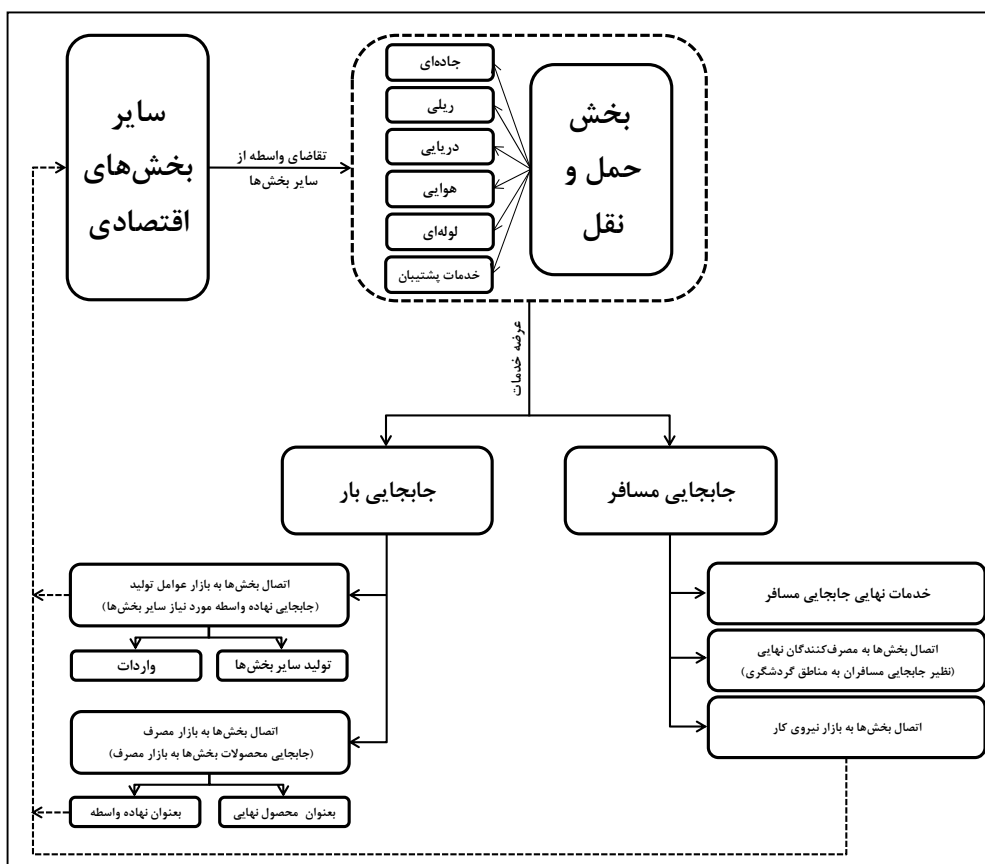 بخش
حمل و
نقل
جاده‌ای
ریلی
دریایی
هوایی
لوله‌ای
خدمات پشتیبان
سایر
بخش‌های
اقتصادی
تقاضای واسطه از
سایر بخش‌ها
عرضه خدمات
جابجایی مسافر
جابجایی بار
خدمات نهایی جابجایی مسافر
اتصال بخش‌ها به مصرف‌کنندگان نهایی
(نظیر جابجایی مسافران به مناطق گردشگری)
اتصال بخش‌ها به بازار نیروی کار
اتصال بخش‌ها به بازار عوامل تولید
(جابجایی نهاده واسطه مورد نیاز سایر بخش‌ها)
تولید سایر بخش‌ها
واردات
اتصال بخش‌ها به بازار مصرف
(جابجایی محصولات بخش‌ها به بازار مصرف)
بعنوان محصول نهایی
بعنوان نهاده واسطه